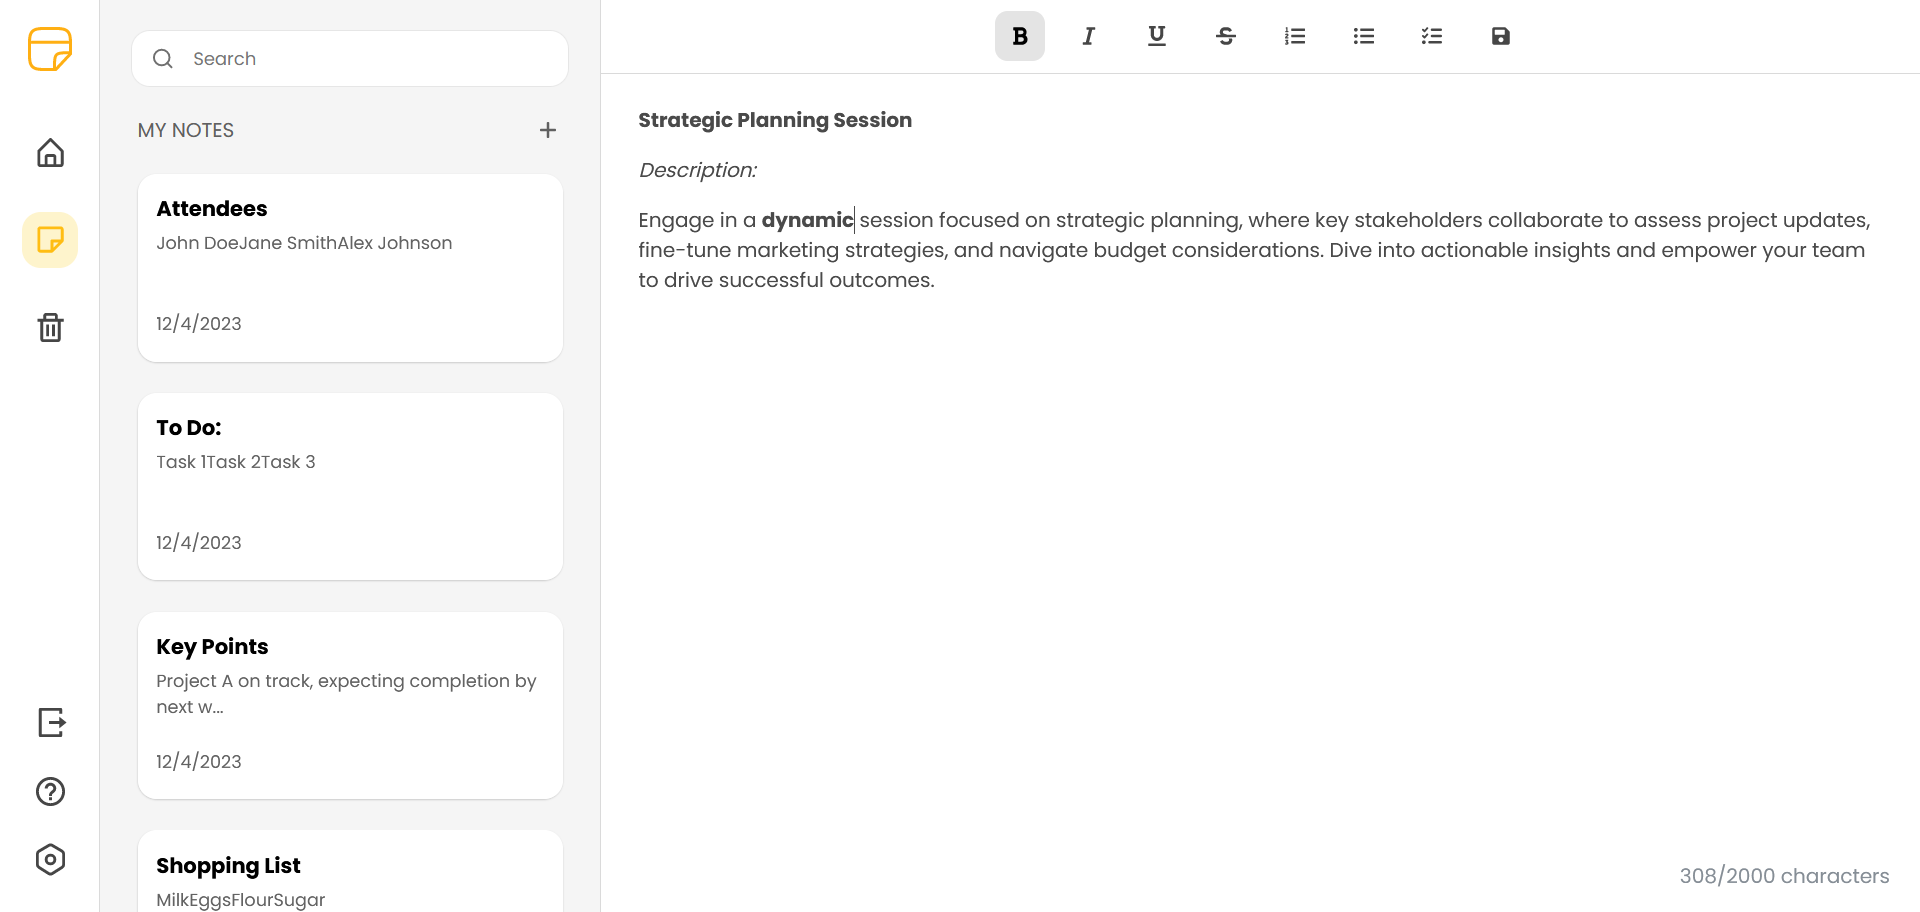 Search
MY NOTES
Attendees
John DoeJane SmithAlex Johnson
12/4/2023
To Do:
Task 1Task 2Task 3
12/4/2023
Key Points
Project A on track, expecting completion by
next w...
12/4/2023
Shopping List
MilkEggsFlourSugar
B I U S
Strategic Planning Session
Description:
Engage in a dynamic session focused on strategic planning, where key stakeholders collaborate to assess project updates,
fine-tune marketing strategies, and navigate budget considerations. Dive into actionable insights and empower your team
to drive successful outcomes.
308/2000 characters